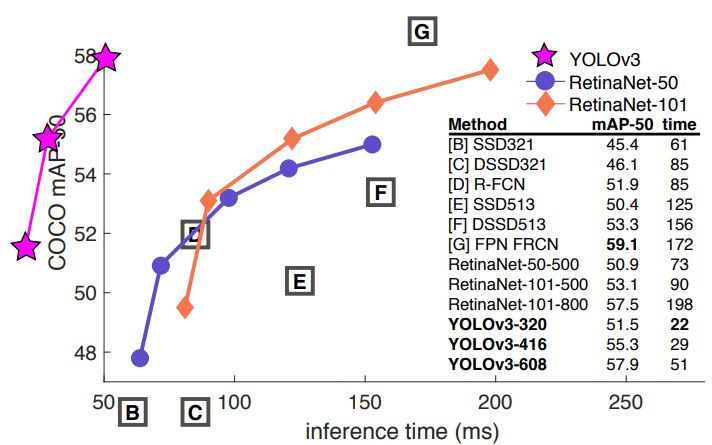 G
58
YOLOv3
RetinaNet-50
RetinaNet-101
56
COCO mAP-50
Method mAP-50 time
[B] SSD321 45.4 61
[C] DSSD321 46.1 85
[D] R-FCN 51.9 85
[E] SSD513 50.4 125
[F] DSSD513 53.3 156
[G] FPN FRCN 59.1 172
RetinaNet-50-500 50.9 73
RetinaNet-101-500 53.1 90
RetinaNet-101-800 57.5 198
YOLOv3-320 51.5 22
YOLOv3-416 55.3 29
YOLOv3-608 57.9 51
54
F
52
D
E
50
48
50 100 150 200 250
B C
inference time (ms)